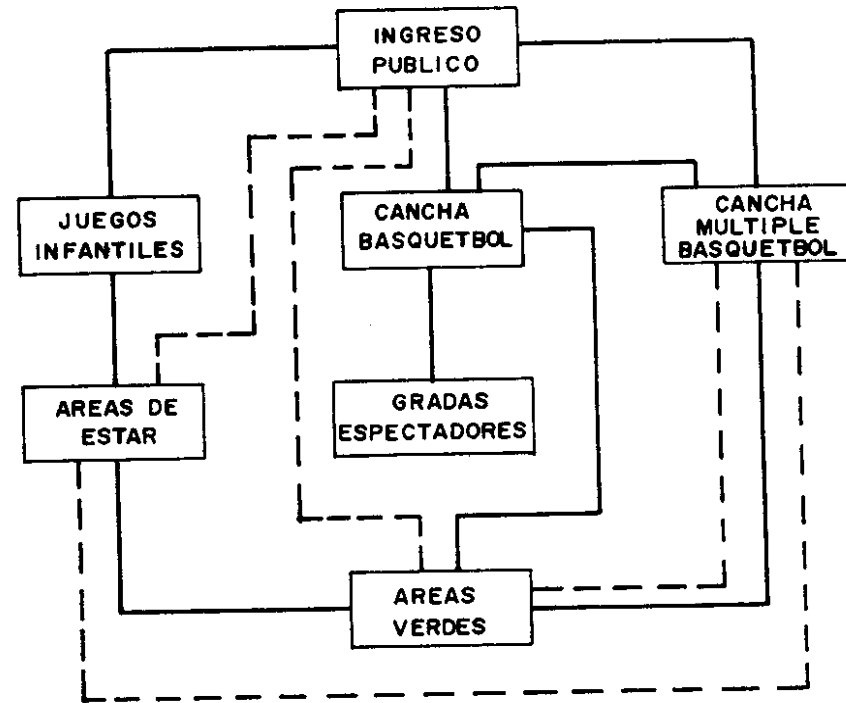 INGRESO
PUBLICO
JUEGOS
INFANTILES
CANCHA
BASQUETBOL
CANCHA
MULTIPLE
BASQUETBOL
AREAS DE
ESTAR
GRADAS
ESPECTADORES
AREAS
VERDES